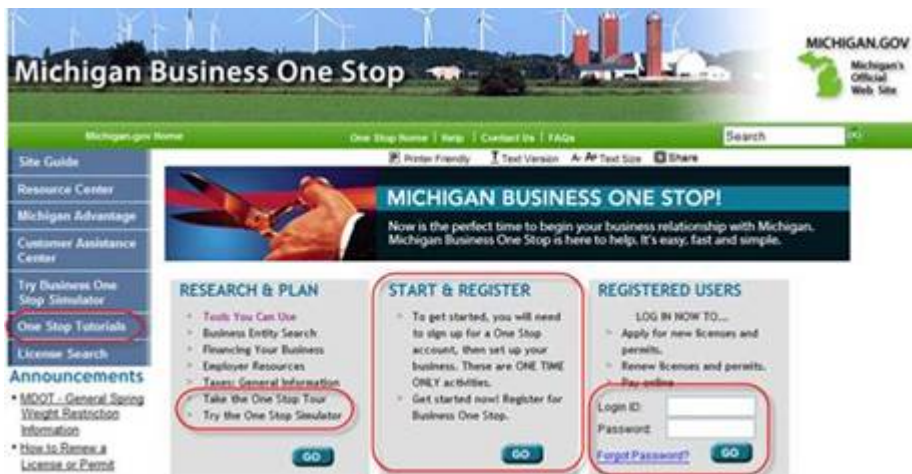 Michigan Business One Stop
MICHIGAN.GOV
Michigan's
Official
Web Site
Michigan.gov Home
One Stop Home | Help | Contact Us | FAQs
Search
GO
Printer Friendly
Text Version
A- A+ Text Size
Share
Site Guide
Resource Center
Michigan Advantage
Customer Assistance
Center
Try Business One
Stop Simulator
One Stop Tutorials
License Search
Announcements
• MDOT - General Spring
Weight Restriction
Information
• How to Renew a
License or Permit
MICHIGAN BUSINESS ONE STOP!
Now is the perfect time to begin your business relationship with Michigan.
Michigan Business One Stop is here to help. It's easy, fast and simple.
RESEARCH & PLAN
Tools You Can Use
Business Entity Search
Financing Your Business
Employer Resources
Taxes: General Information
Take the One Stop Tour
Try the One Stop Simulator
GO
START & REGISTER
To get started, you will need
to sign up for a One Stop
account, then set up your
business. These are ONE TIME
ONLY activities.
Get started now! Register for
Business One Stop.
GO
REGISTERED USERS
LOG IN NOW TO...
Apply for new licenses and
permits.
Renew licenses and permits.
Pay online
Login ID:
Password:
Forgot Password?
GO